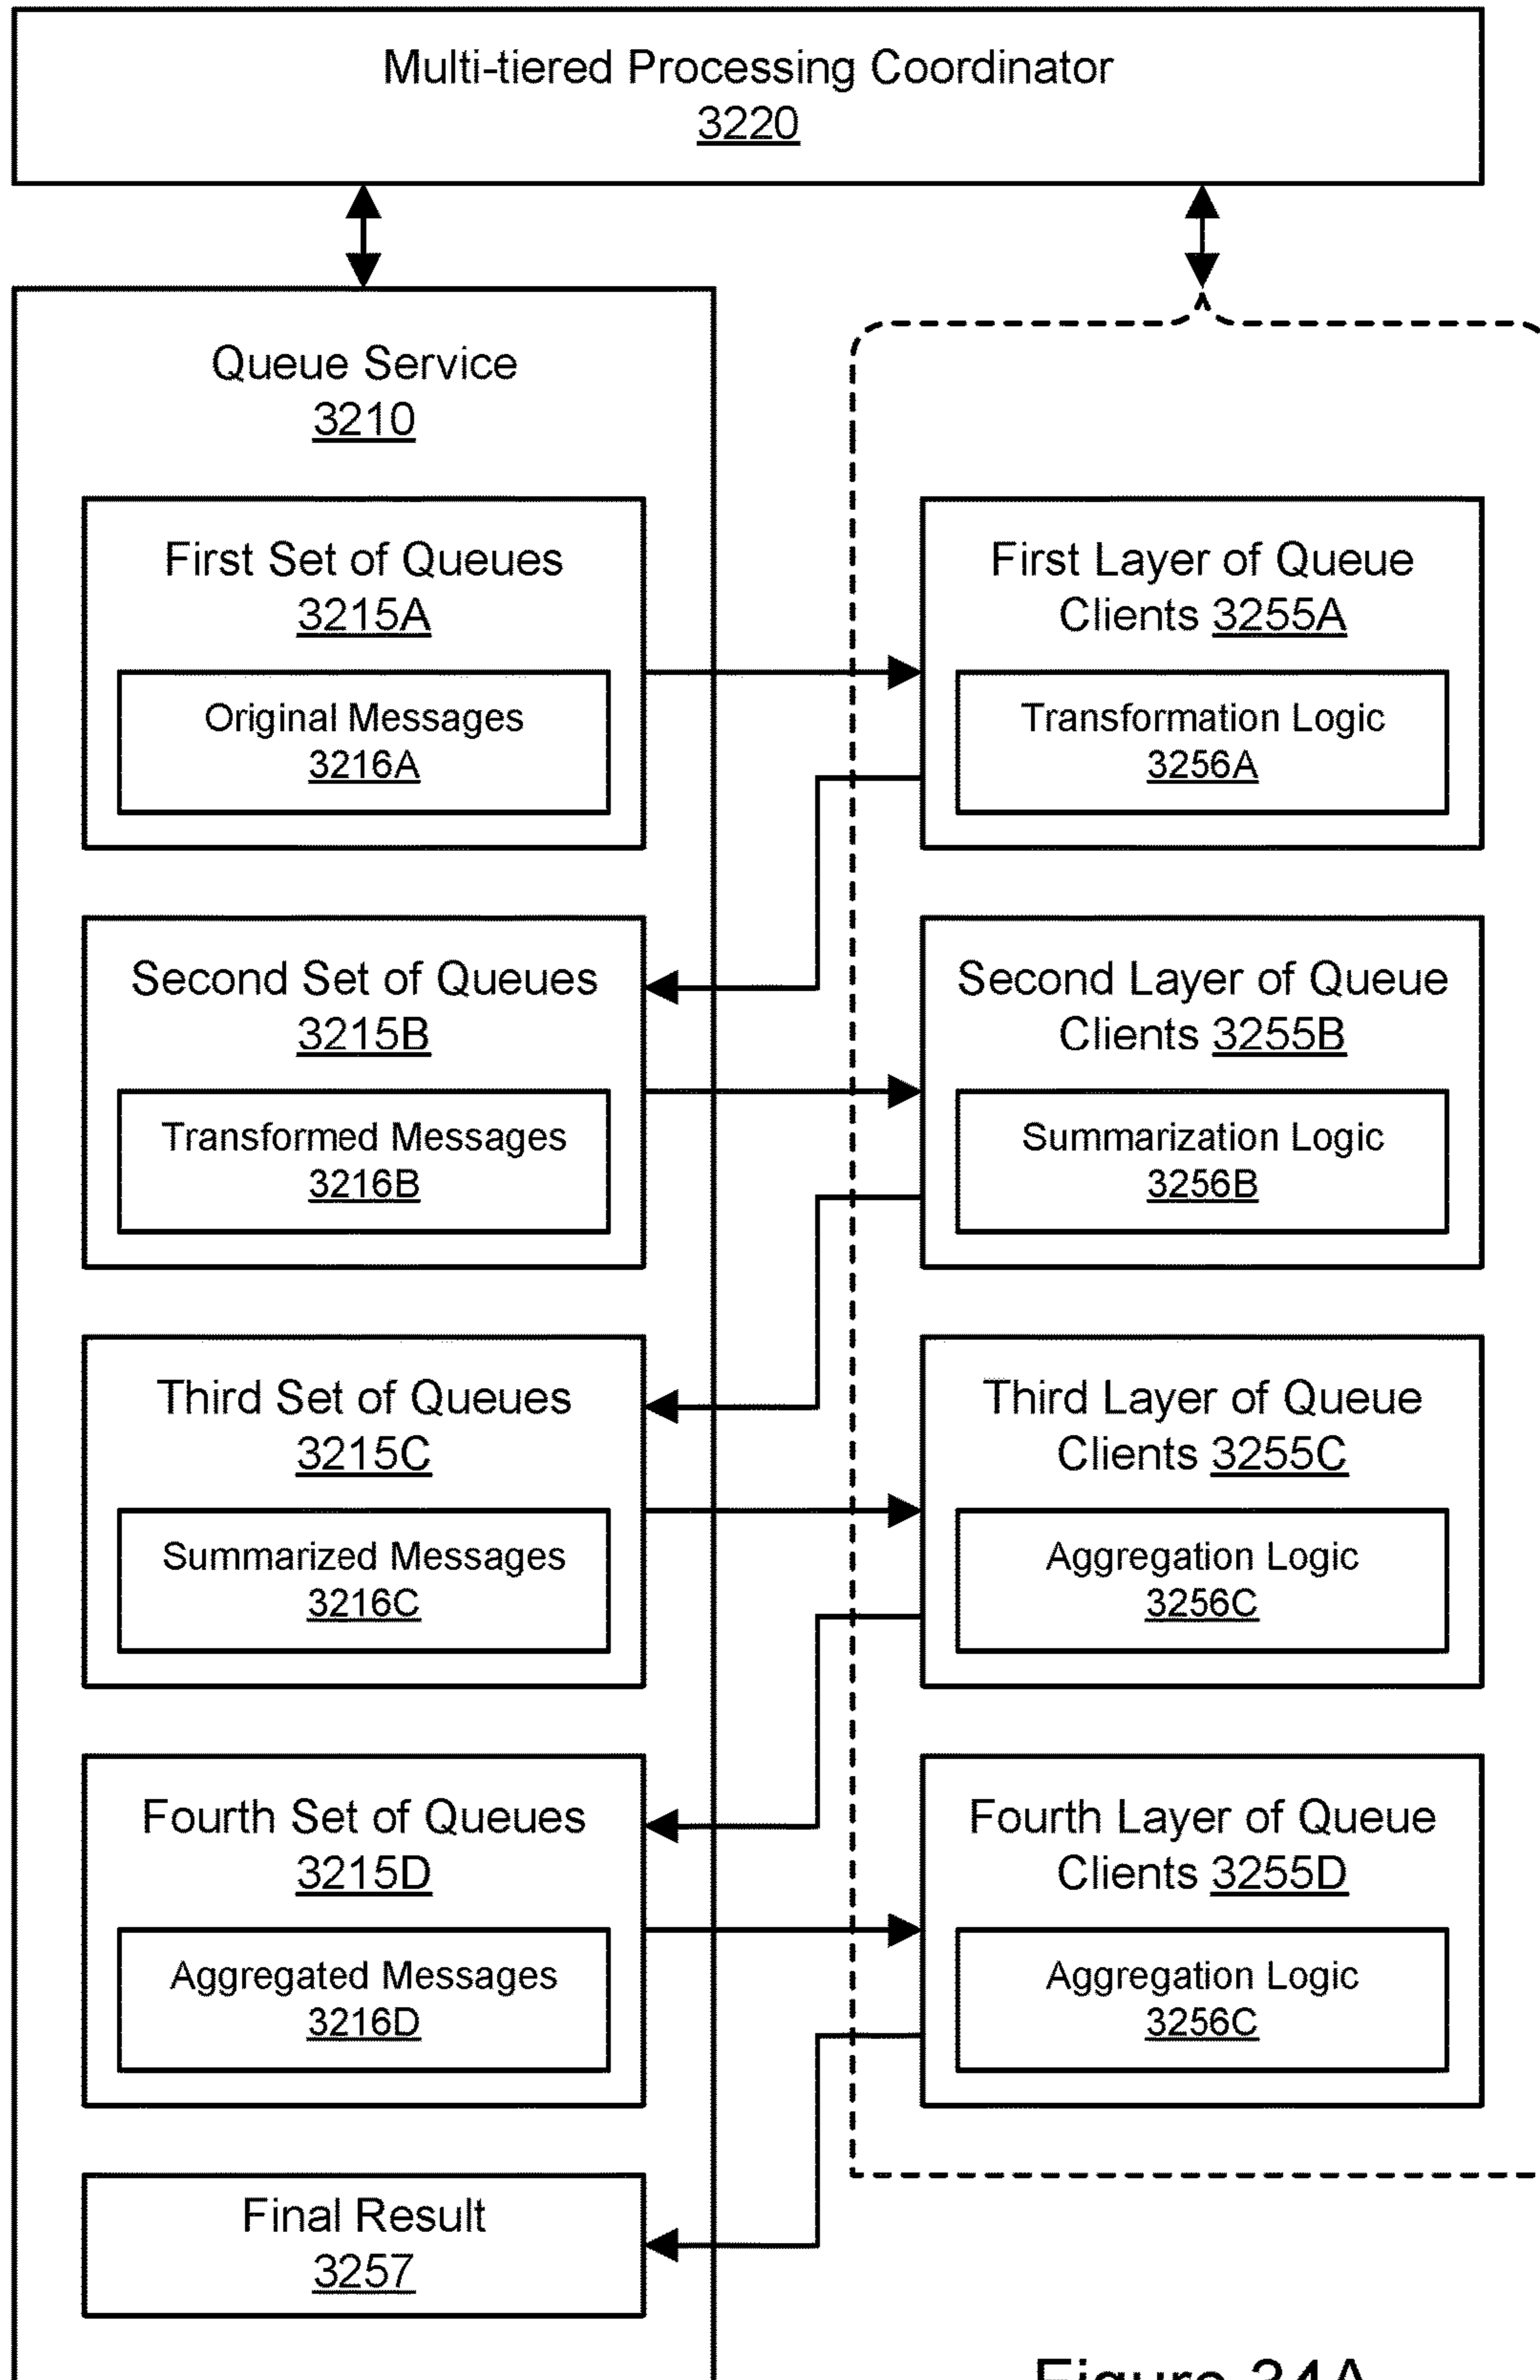 Multi-tiered Processing Coordinator
3220
Queue Service
3210
First Set of Queues
3215A
Original Messages
3216A
First Layer of Queue
Clients 3255A
Transformation Logic
3256A
Second Set of Queues
3215B
Transformed Messages
3216B
Second Layer of Queue
Clients 3255B
Summarization Logic
3256B
Third Set of Queues
3215C
Summarized Messages
3216C
Third Layer of Queue
Clients 3255C
Aggregation Logic
3256C
Fourth Set of Queues
3215D
Aggregated Messages
3216D
Fourth Layer of Queue
Clients 3255D
Aggregation Logic
3256C
Final Result
3257
Figure 34A